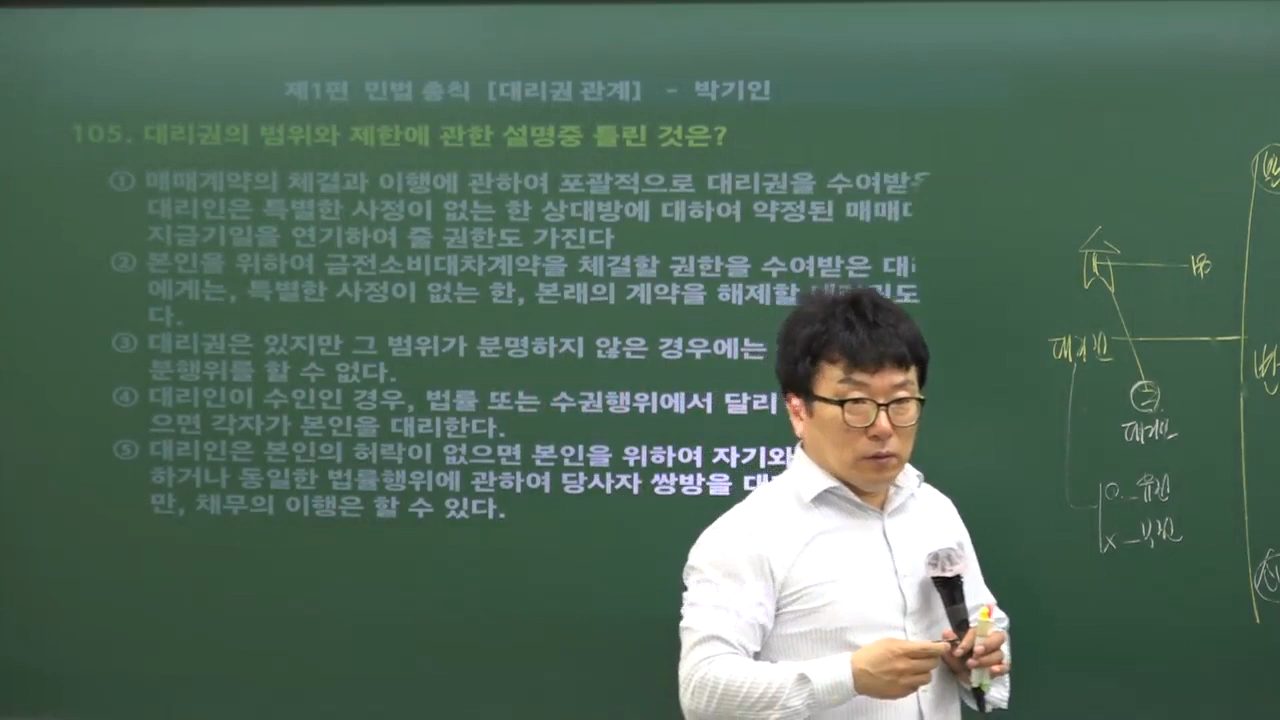 제1편 민법 총칙 [대리권 관계] - 박기인
105. 대리권의 범위와 제한에 관한 설명중 틀린 것은?
① 매매계약의 체결과 이행에 관하여 포괄적으로 대리권을 수여받은
대리인은 특별한 사정이 없는 한 상대방에 대하여 약정된 매매대
지급기일을 연기하여 줄 권한도 가진다
② 본인을 위하여 금전소비대차계약을 체결할 권한을 수여받은 대리
에게는, 특별한 사정이 없는 한, 본래의 계약을 해제할 대리권도
다.
③ 대리권은 있지만 그 범위가 분명하지 않은 경우에는
분행위를 할 수 없다.
④ 대리인이 수인인 경우, 법률 또는 수권행위에서 달리
으면 각자가 본인을 대리한다.
⑤ 대리인은 본인의 허락이 없으면 본인을 위하여 자기와
하거나 동일한 법률행위에 관하여 당사자 쌍방을 대
만, 채무의 이행은 할 수 있다.
대리권
대리인
O - 유권
X - 무권